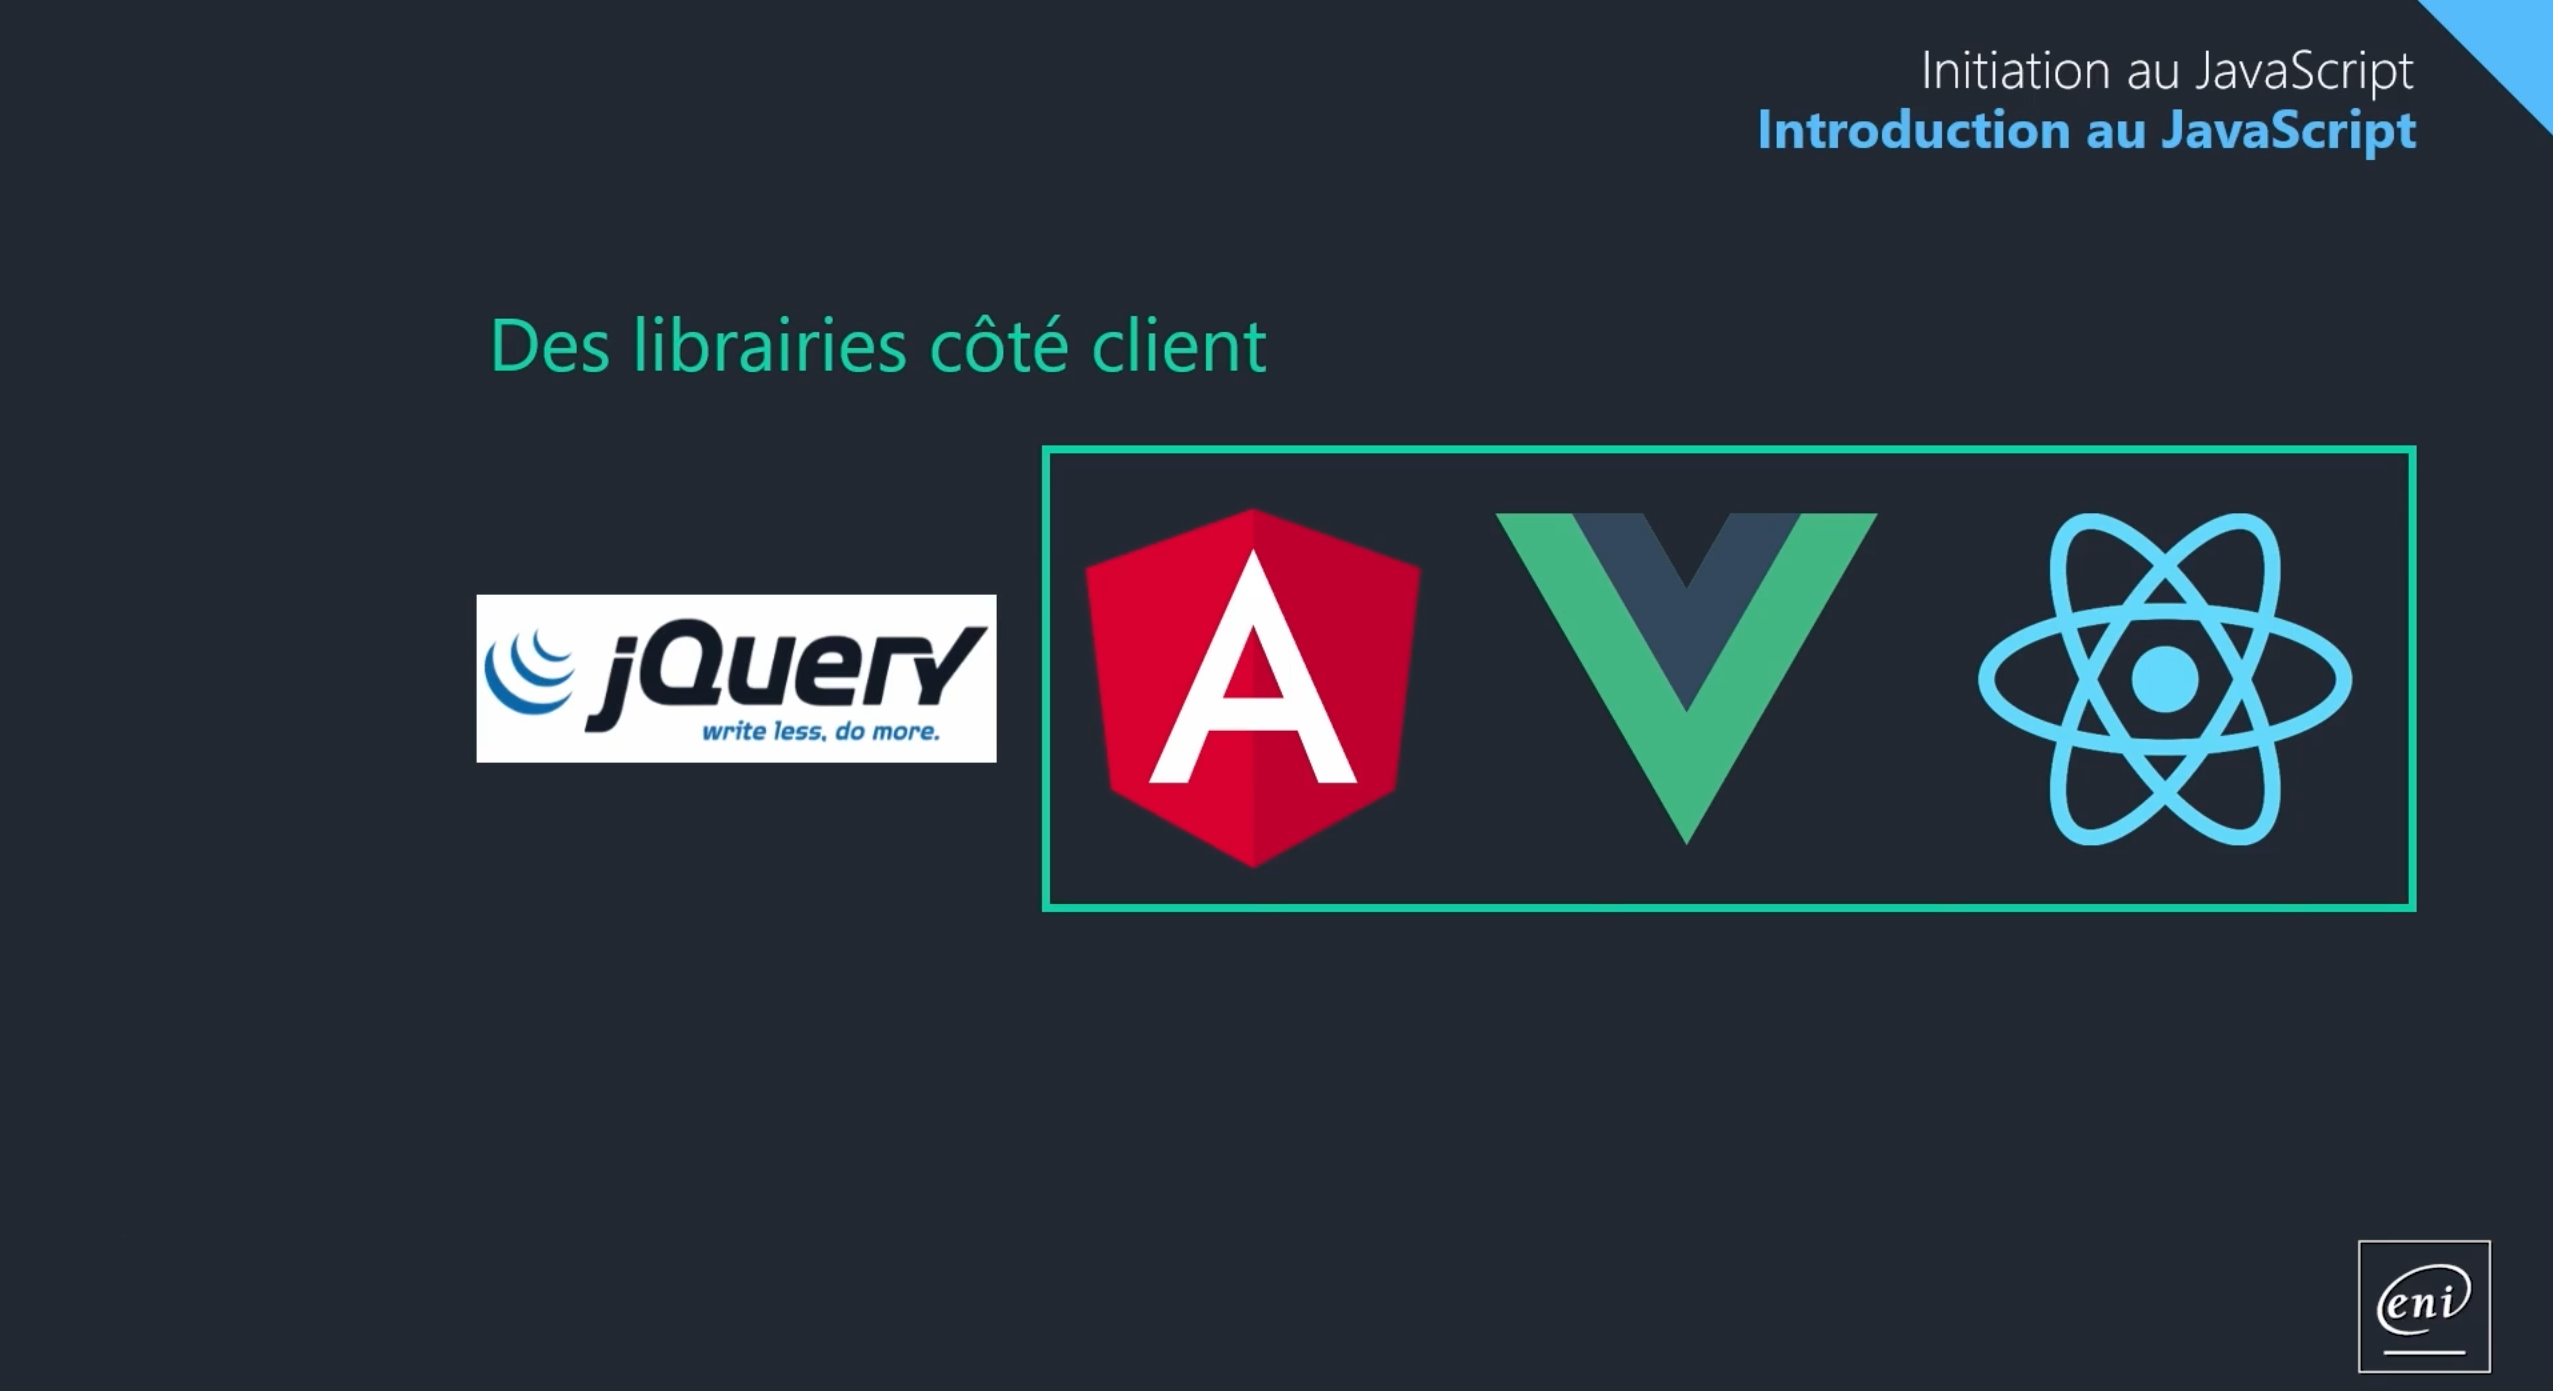 Initiation au JavaScript
Introduction au JavaScript
Des librairies côté client
jQuery
write less, do more.
A
eni